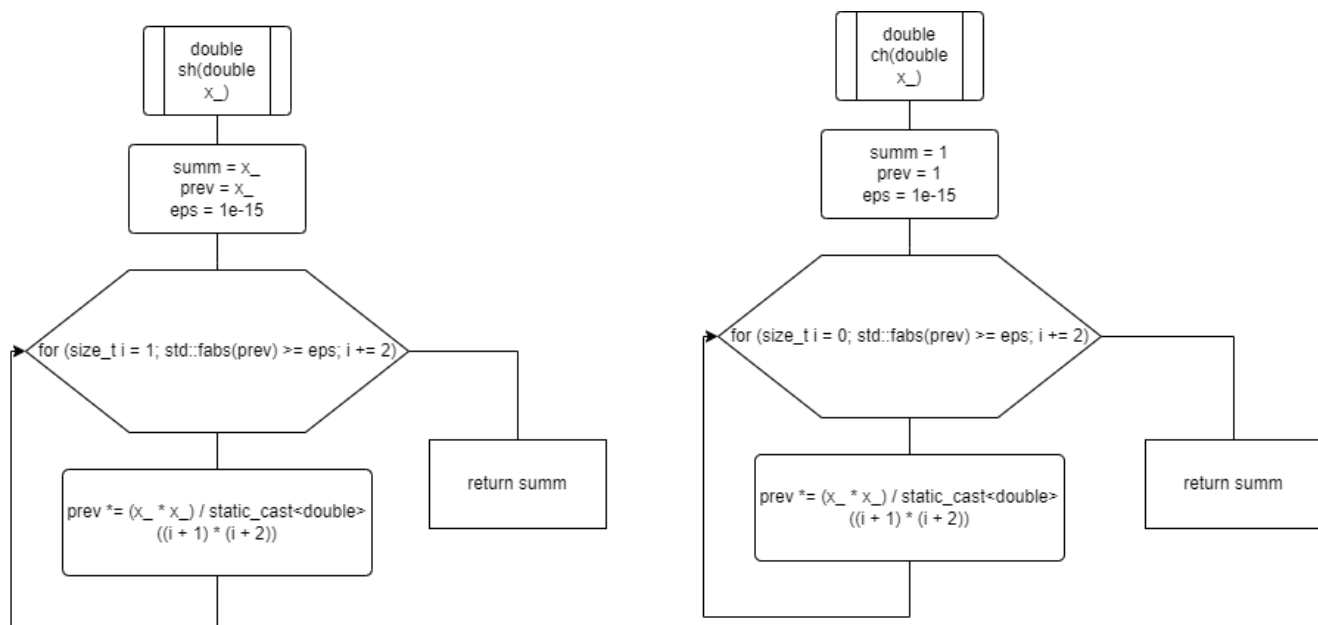 double
sh(double
x_)
summ = x_
prev = x_
eps = 1e-15
for (size_t i = 1; std::fabs(prev) >= eps; i += 2)
prev *= (x_ * x_) / static_cast<double>
((i + 1) * (i + 2))
return summ
double
ch(double
x_)
summ = 1
prev = 1
eps = 1e-15
for (size_t i = 0; std::fabs(prev) >= eps; i += 2)
prev *= (x_ * x_) / static_cast<double>
((i + 1) * (i + 2))
return summ